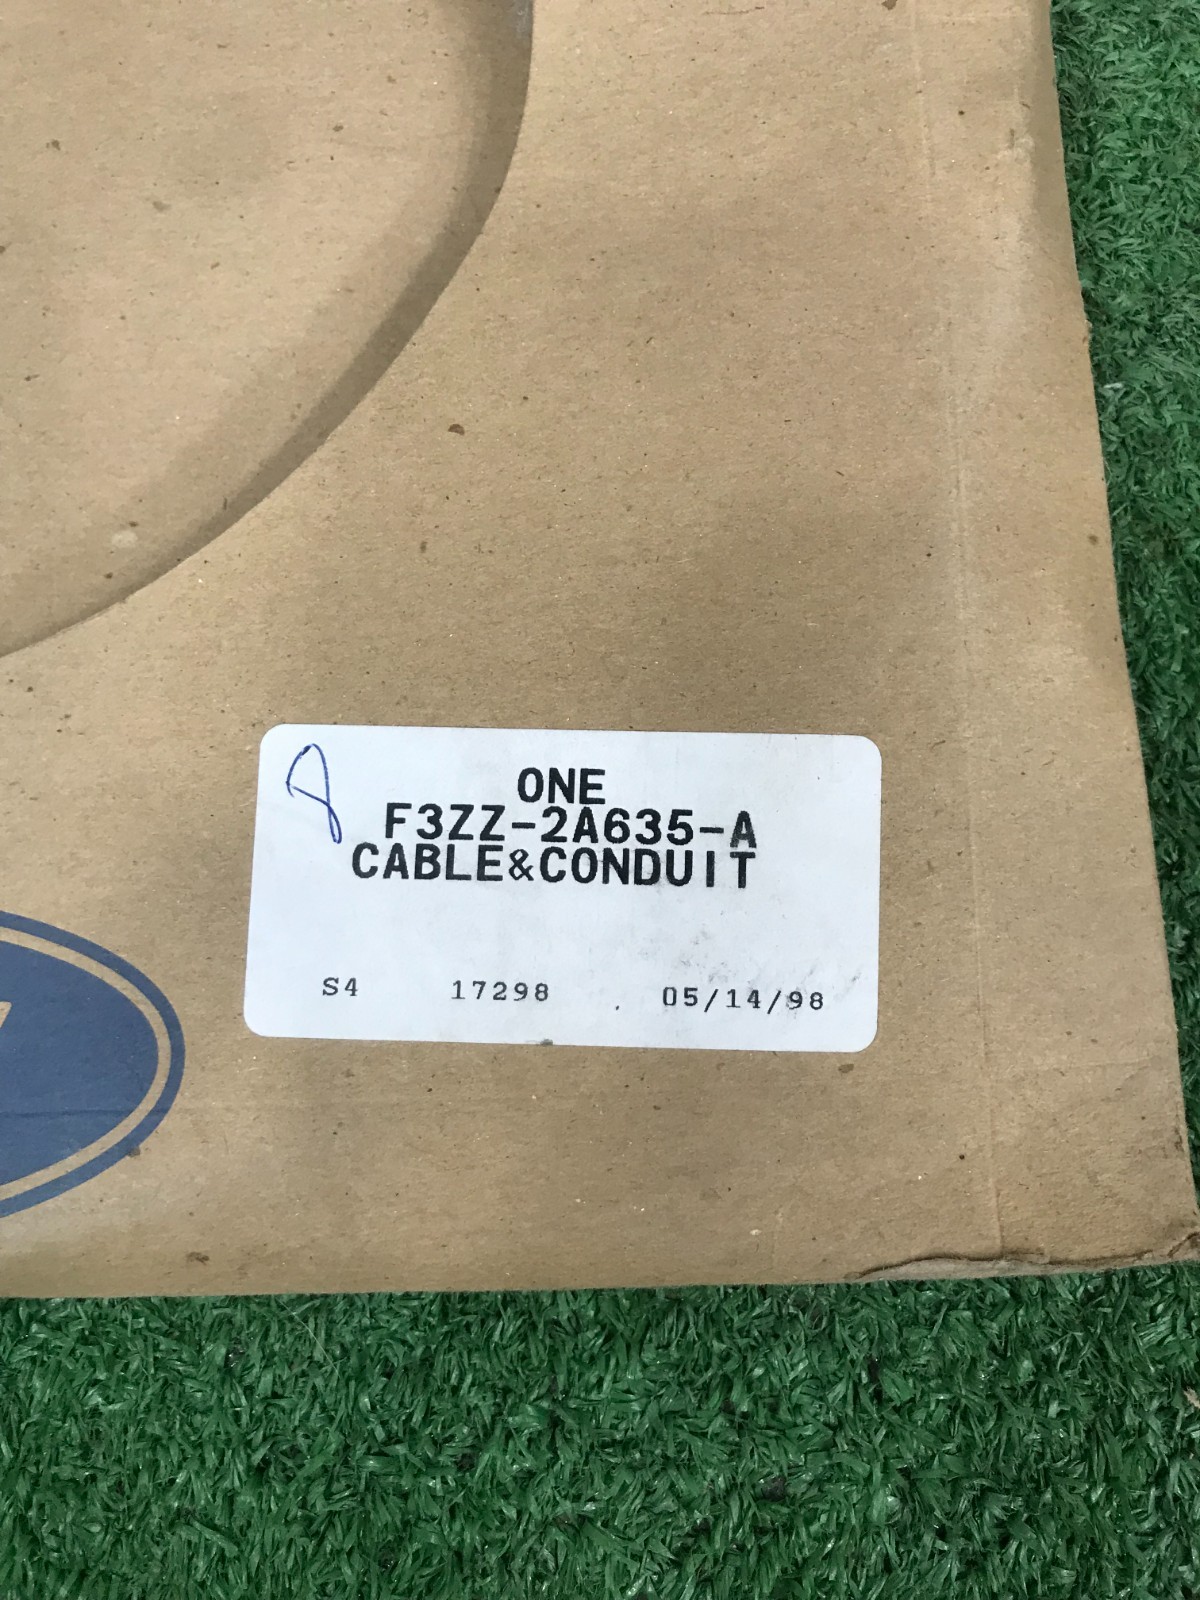 ONE
F3ZZ-2A635-A
CABLE&CONDUIT
S4 17298 05/14/98